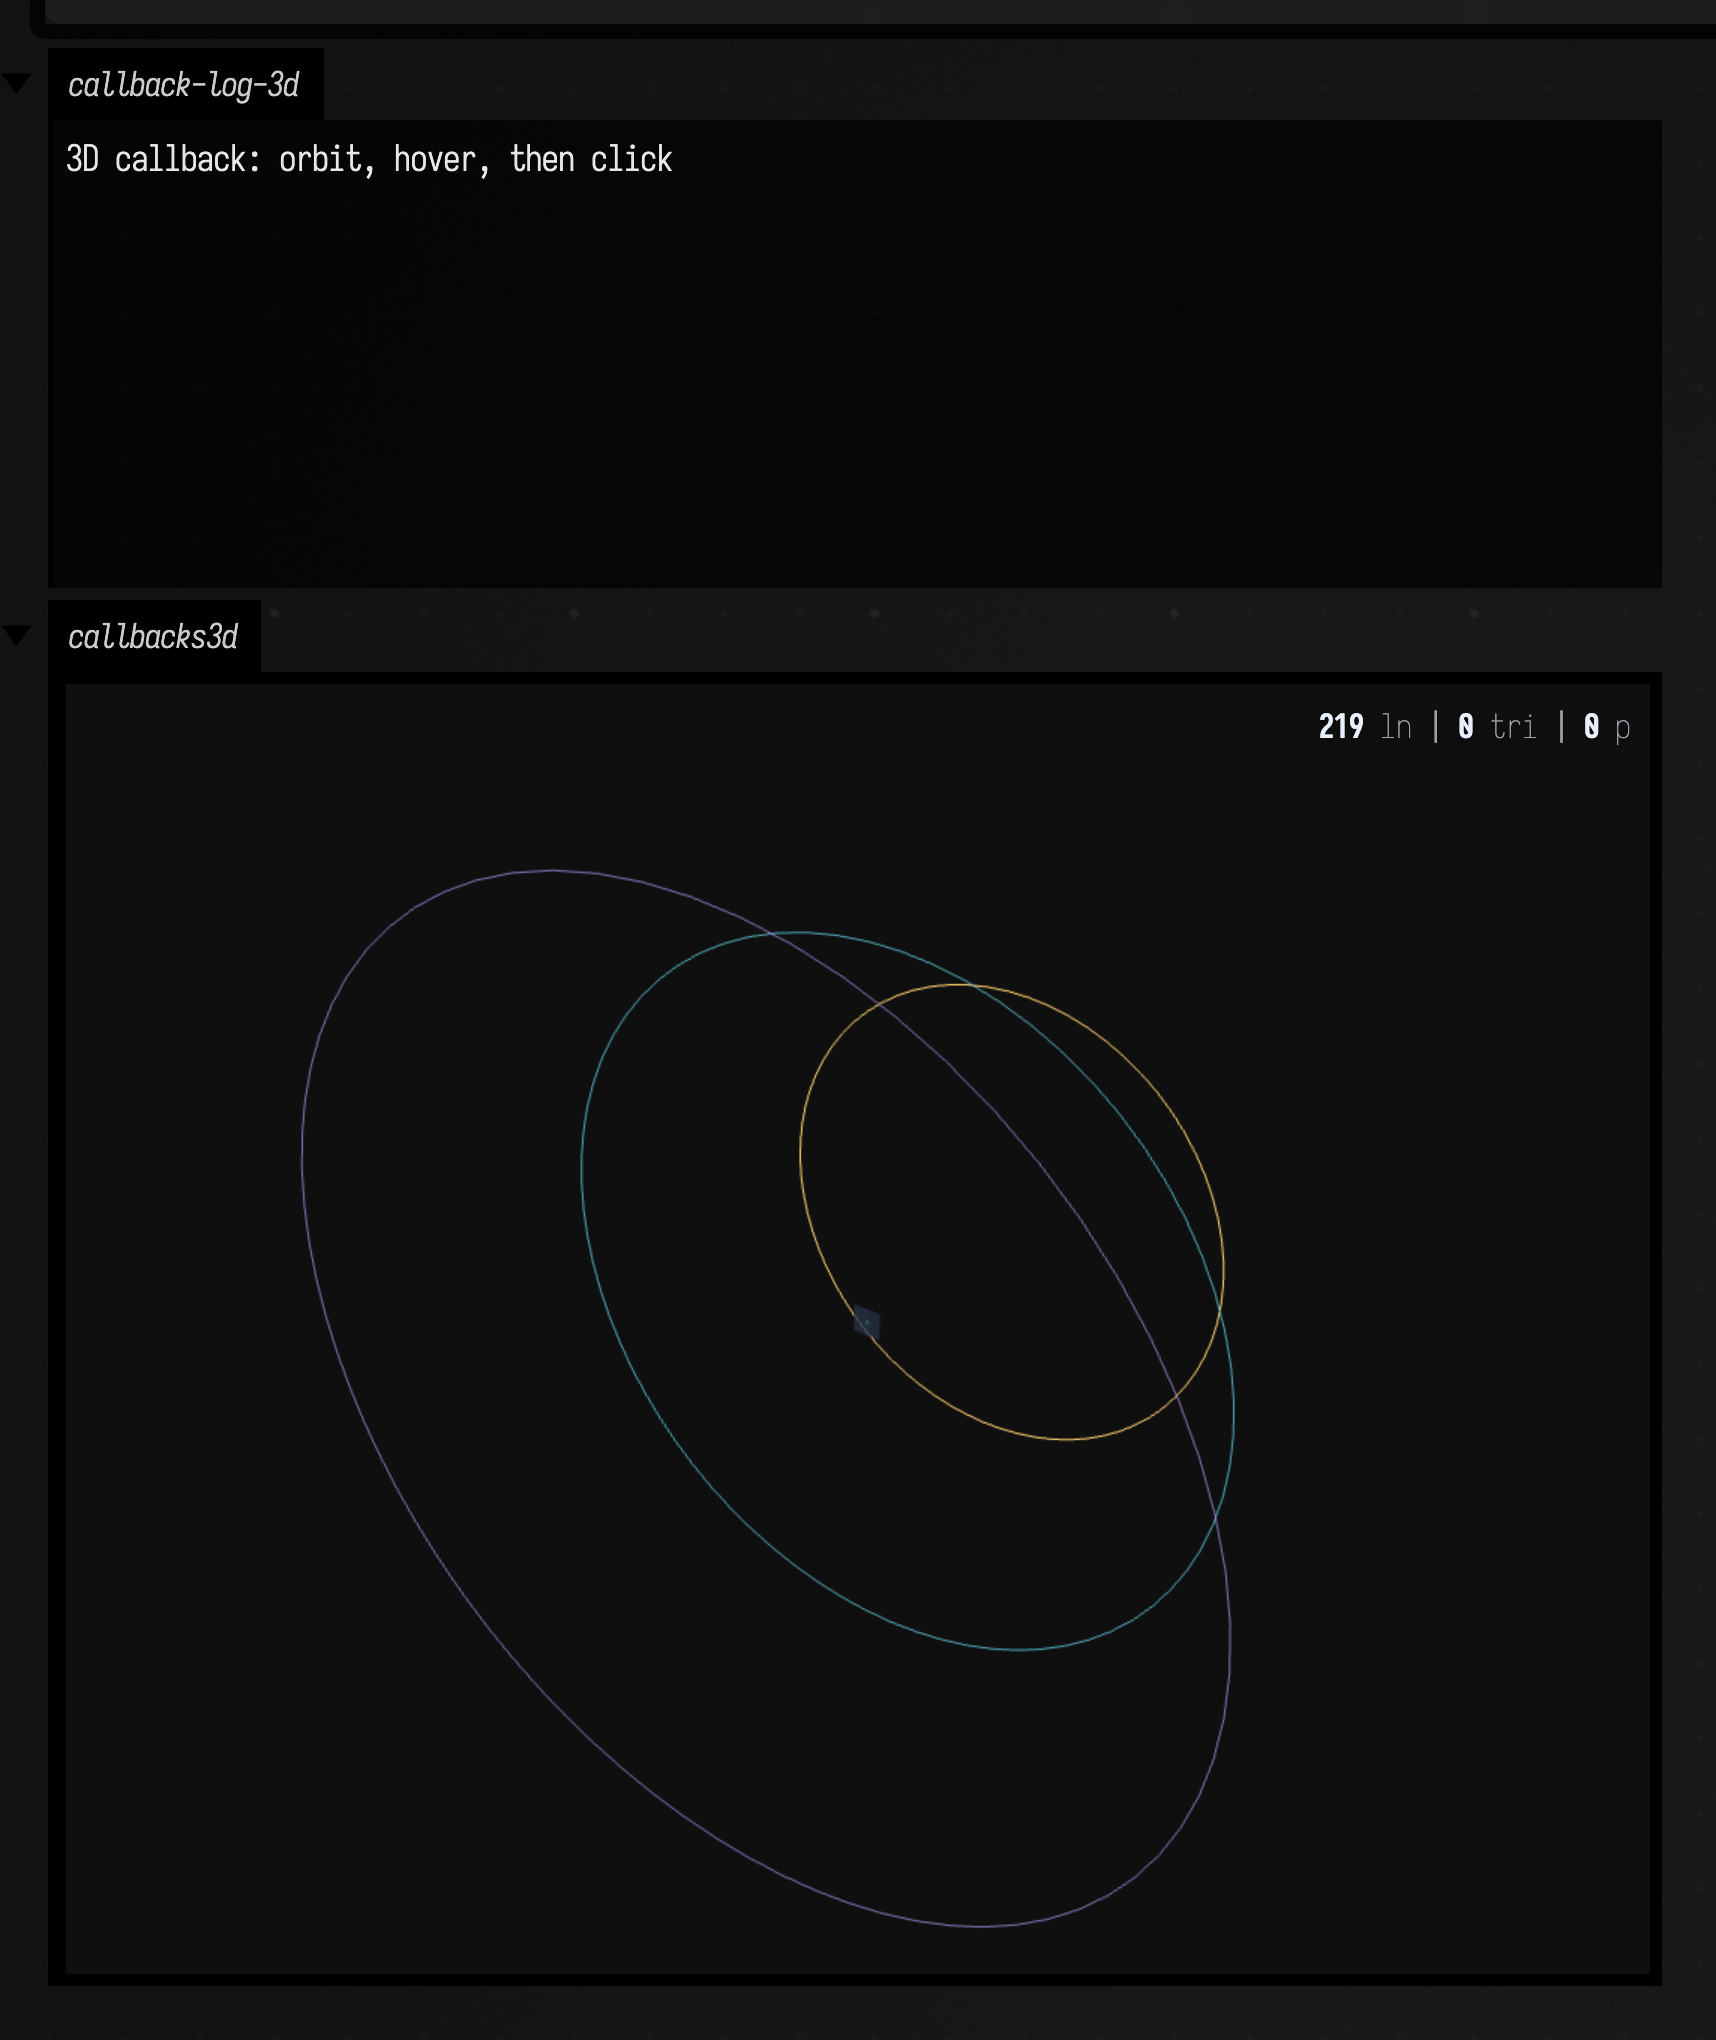 callback-log-3d
3D callback: orbit, hover, then click
callbacks3d
219 ln | 0 tri | 0 p